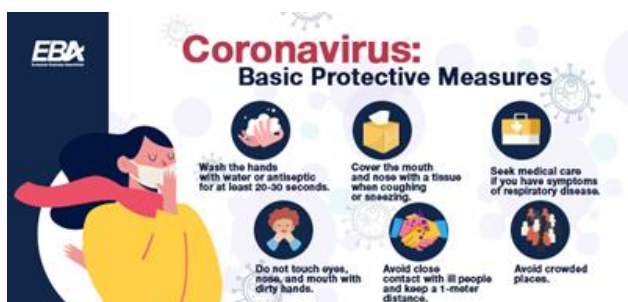 EBA
Coronavirus:
Basic Protective Measures
Wash the hands
with water or antiseptic
for at least 20-30 seconds.
Cover the mouth
and nose with a tissue
when coughing
or sneezing.
Seek medical care
if you have symptoms
of respiratory disease.
Do not touch eyes,
nose, and mouth with
dirty hands.
Avoid close
contact with ill people
and keep a 1-meter
distance.
Avoid crowded
places.